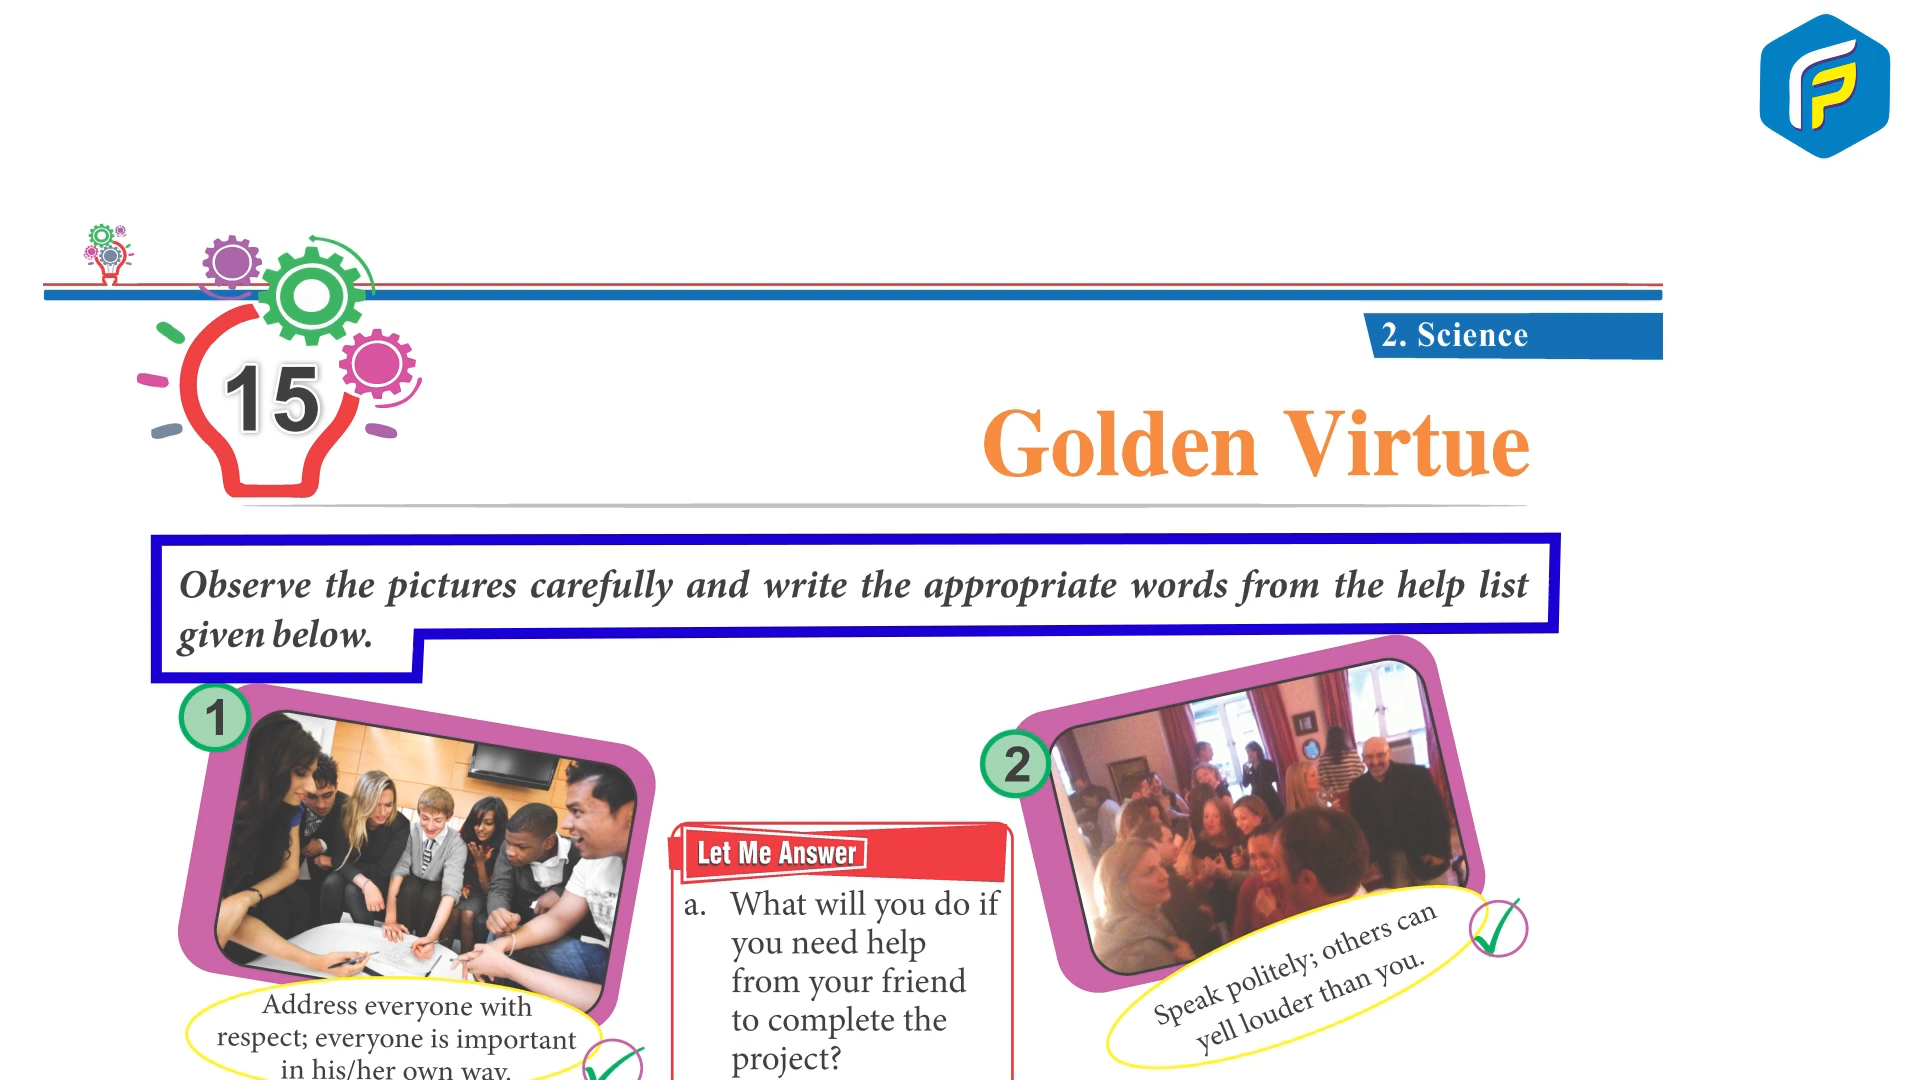 2. Science
15
Golden Virtue
Observe the pictures carefully and write the appropriate words from the help list
given below.
1
2
Let Me Answer
a. What will you do if
you need help
from your friend
to complete the
project?
Speak politely; others can
yell louder than you.
Address everyone with
respect; everyone is important
in his/her own way.